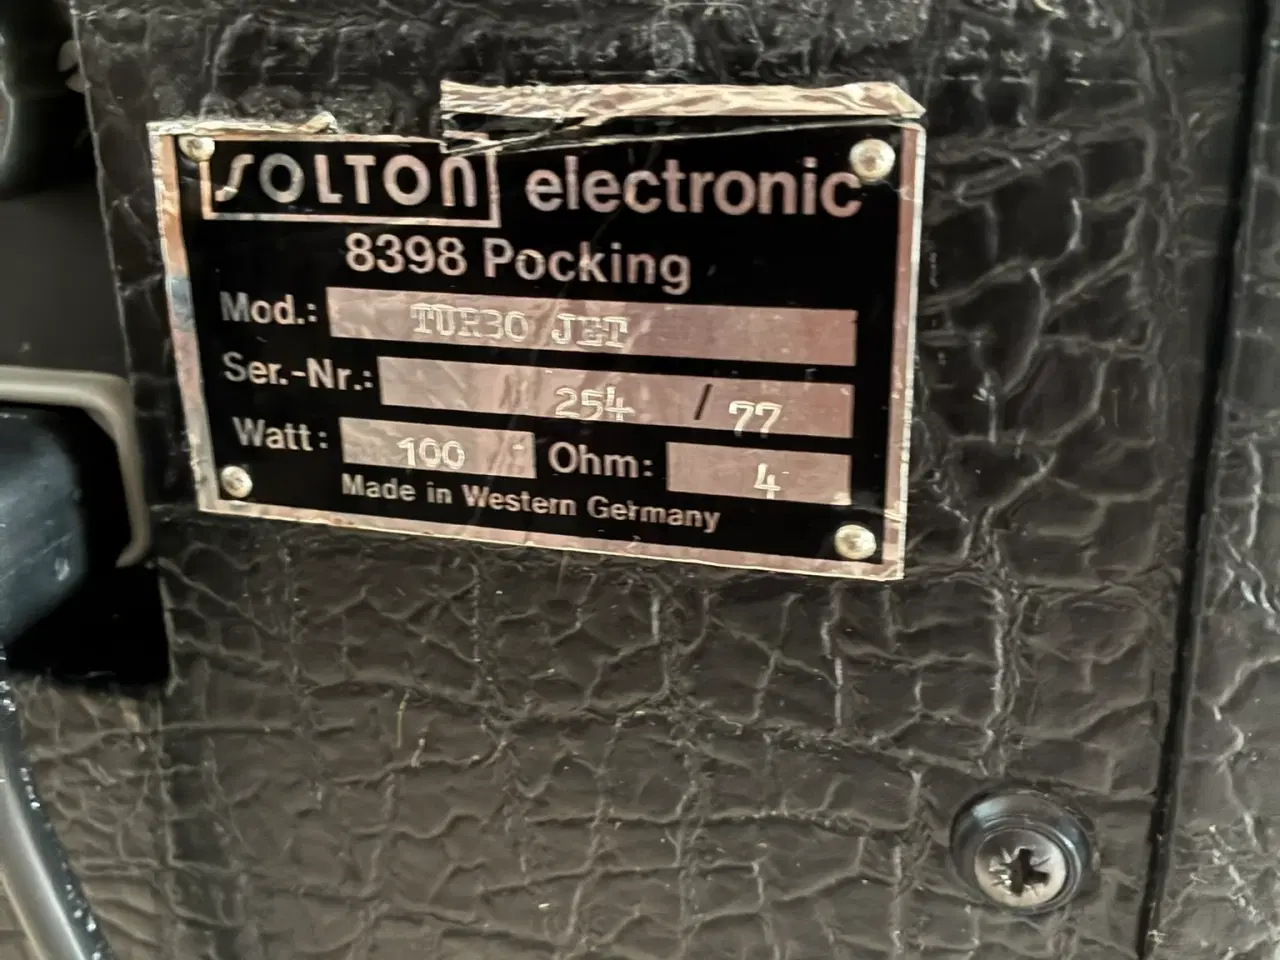 SOLTON electronic
8398 Pocking
Mod.: TURBO JET
Ser.-Nr.: 254 / 77
Watt: 100 Ohm: 4
Made in Western Germany